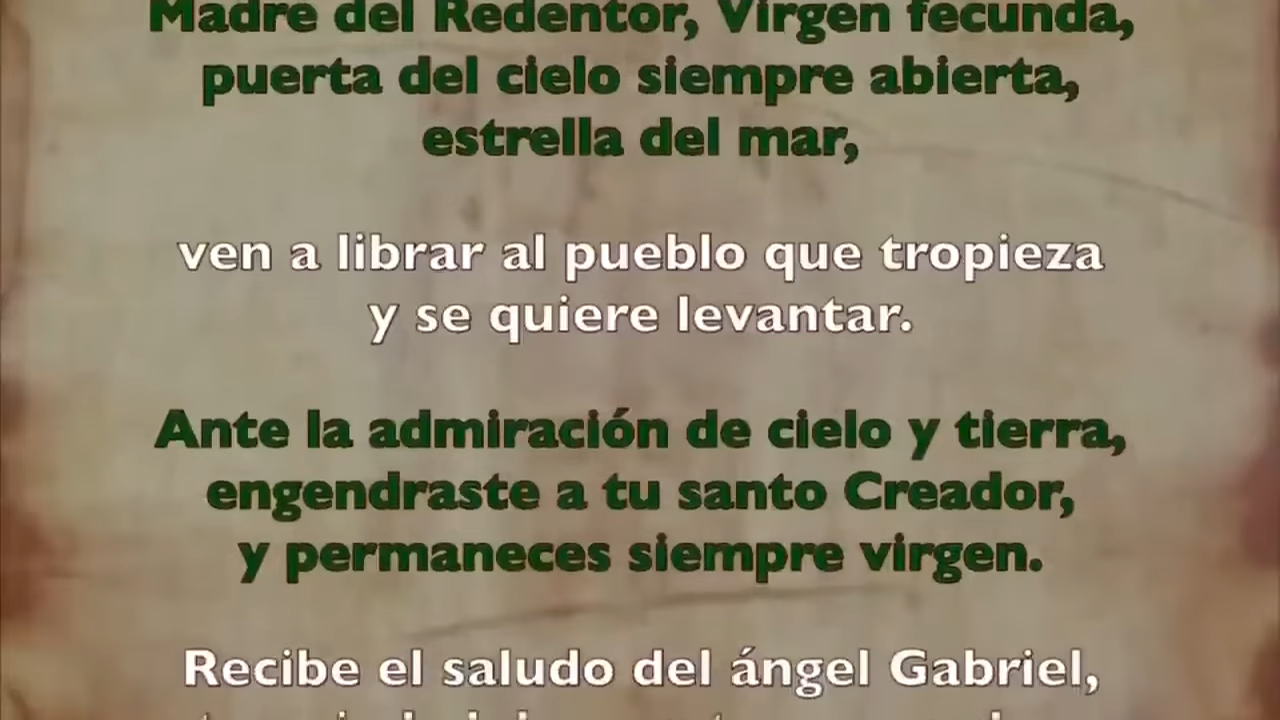 Madre del Redentor, Virgen fecunda,
puerta del cielo siempre abierta,
estrella del mar,
ven a librar al pueblo que tropieza
y se quiere levantar.
Ante la admiración de cielo y tierra,
engendraste a tu santo Creador,
y permaneces siempre virgen.
Recibe el saludo del ángel Gabriel,